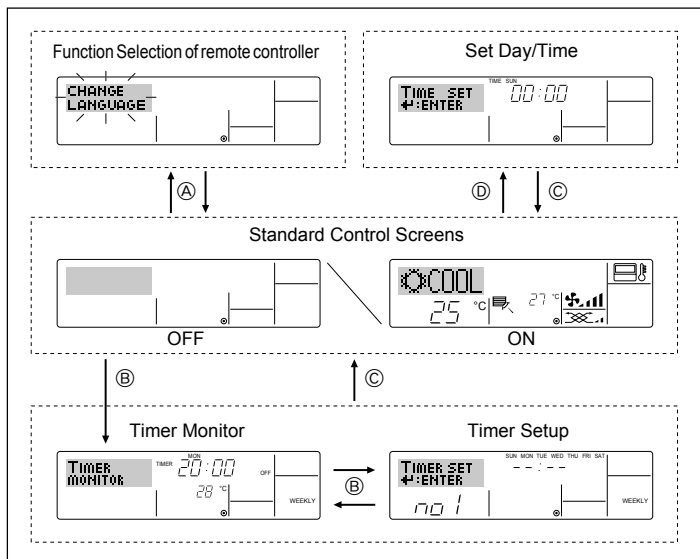 Function Selection of remote controller
CHANGE
LANGUAGE
Set Day/Time
TIME SUN
TIME SET 00:00
↵:ENTER
Ⓐ
Ⓓ
Ⓒ
Standard Control Screens
OFF
COOL
25 °C 27 °C
ON
Ⓑ
Ⓒ
Timer Monitor
MON
TIMER TIMER 20:00 OFF
MONITOR
28 °C
WEEKLY
Ⓑ
Timer Setup
SUN MON TUE WED THU FRI SAT
TIMER SET --:--
↵:ENTER
no 1 WEEKLY